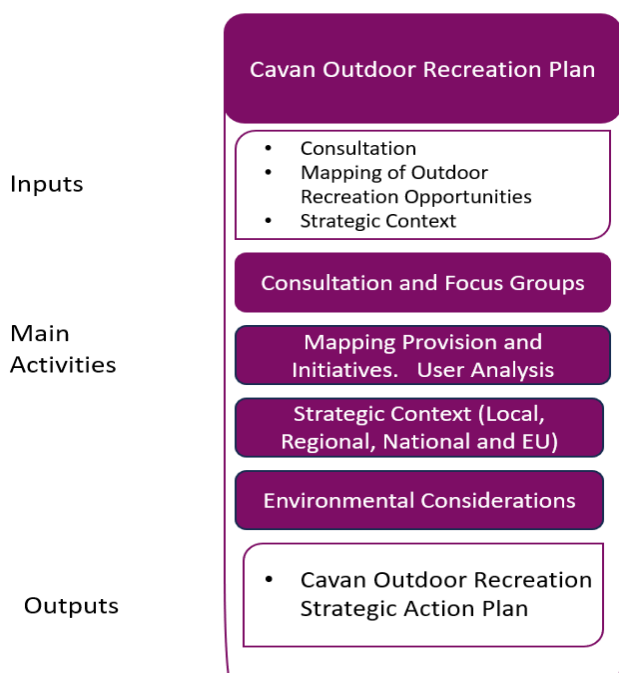 Cavan Outdoor Recreation Plan
Inputs
• Consultation
• Mapping of Outdoor
Recreation Opportunities
• Strategic Context
Main
Activities
Consultation and Focus Groups
Mapping Provision and
Initiatives. User Analysis
Strategic Context (Local,
Regional, National and EU)
Environmental Considerations
Outputs
• Cavan Outdoor Recreation
Strategic Action Plan